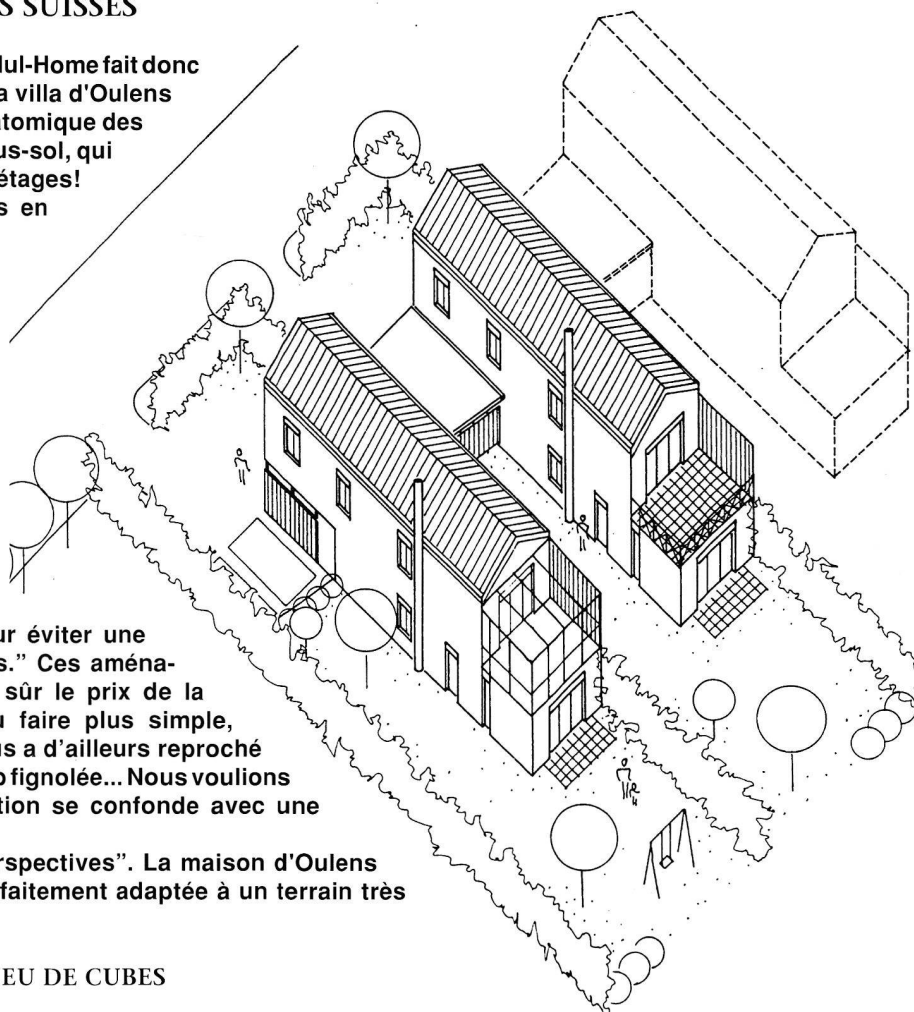 S SUISSES
ul-Home fait donc
a villa d'Oulens
atomique des
us-sol, qui
étages!
s en
ur éviter une
s.” Ces aména-
sûr le prix de la
u faire plus simple,
us a d'ailleurs reproché
p fignolée... Nous voulions
tion se confonde avec une
rspectives”. La maison d'Oulens
faitement adaptée à un terrain très
EU DE CUBES